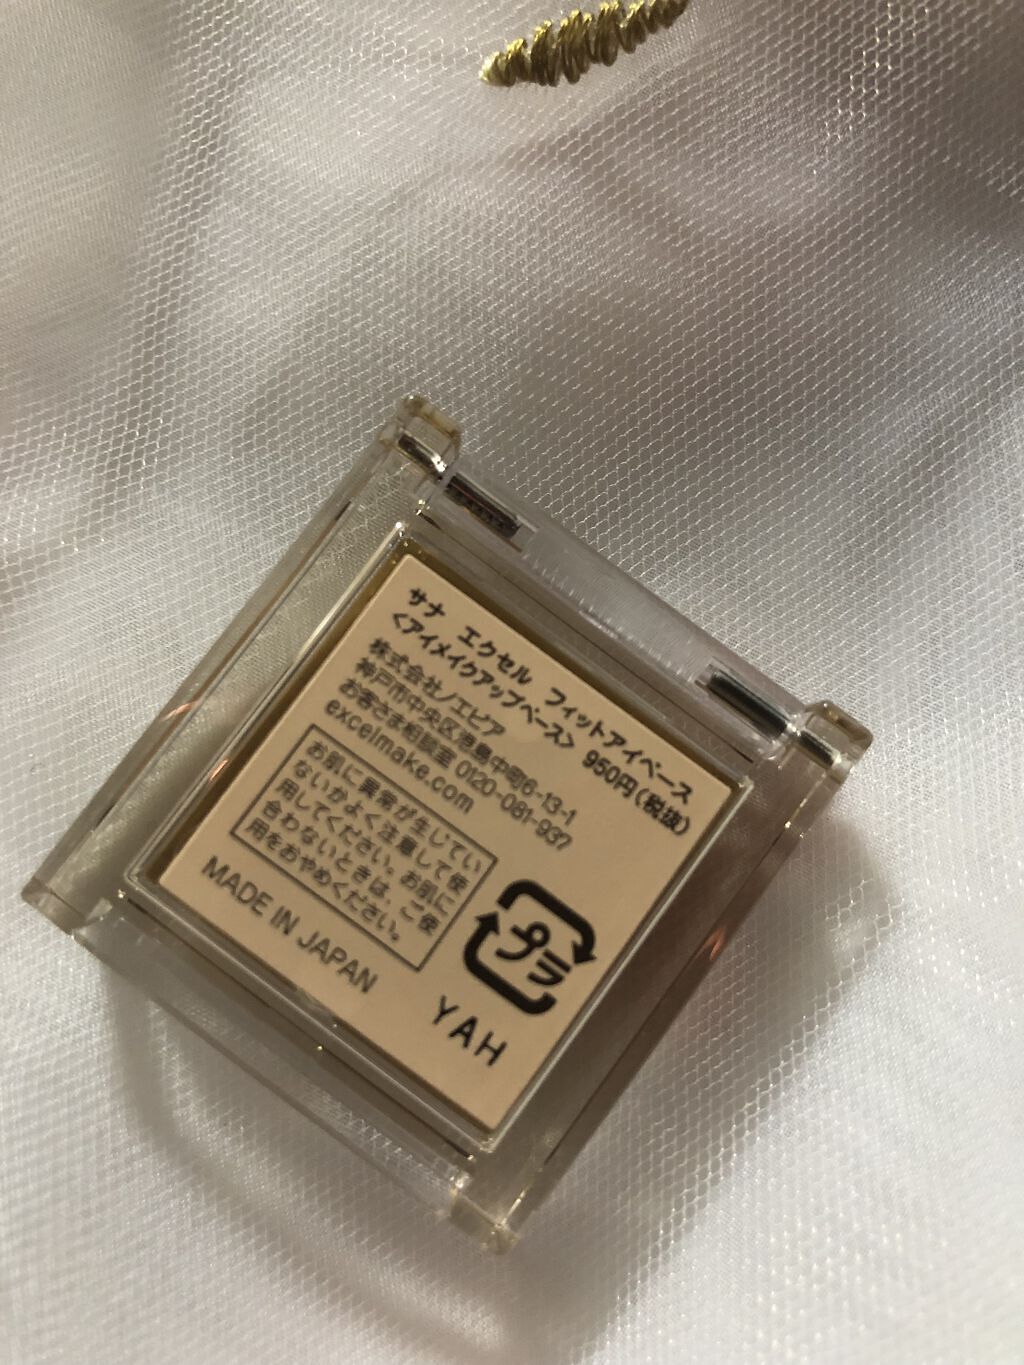 サナ エクセル フィットアイベース
<アイメイクアップベース> 950円(税抜)
株式会社ノエビア
神戸市中央区港島中町6-13-1
お客さま相談室 0120-081-937
excelmake.com
お肌に異常が生じてい
ないかよく注意して使
用してください。お肌に
合わないときは、ご使
用をおやめください。
MADE IN JAPAN
プラ
YAH